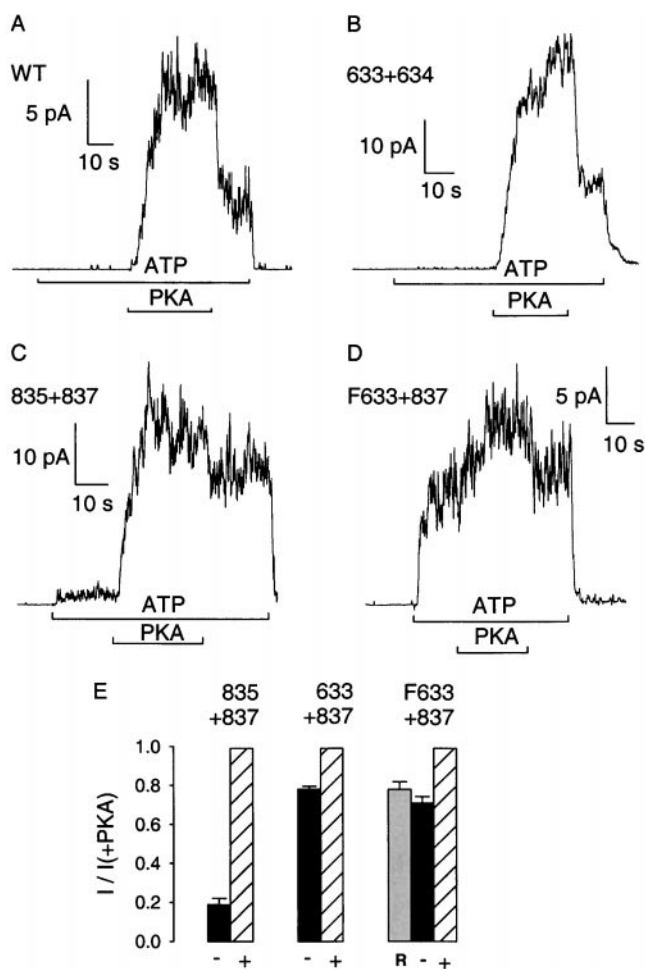 A
WT
5 pA
10 s
ATP
PKA
B
633+634
10 pA
10 s
ATP
PKA
C
835+837
10 pA
10 s
ATP
PKA
D
F633+837
5 pA
10 s
ATP
PKA
E
835
+837
633
+837
F633
+837
I / I(+PKA)
1.0
0.8
0.6
0.4
0.2
0.0
- +
- +
R - +